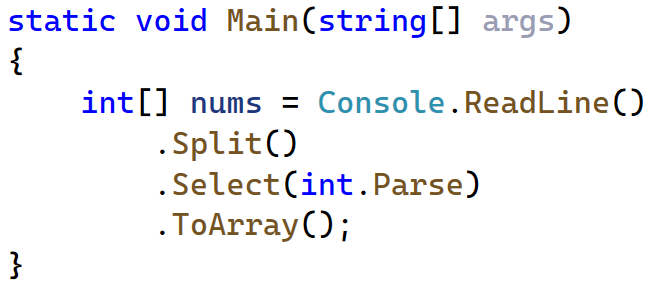 static void Main(string[] args)
{
    int[] nums = Console.ReadLine()
        .Split()
        .Select(int.Parse)
        .ToArray();
}